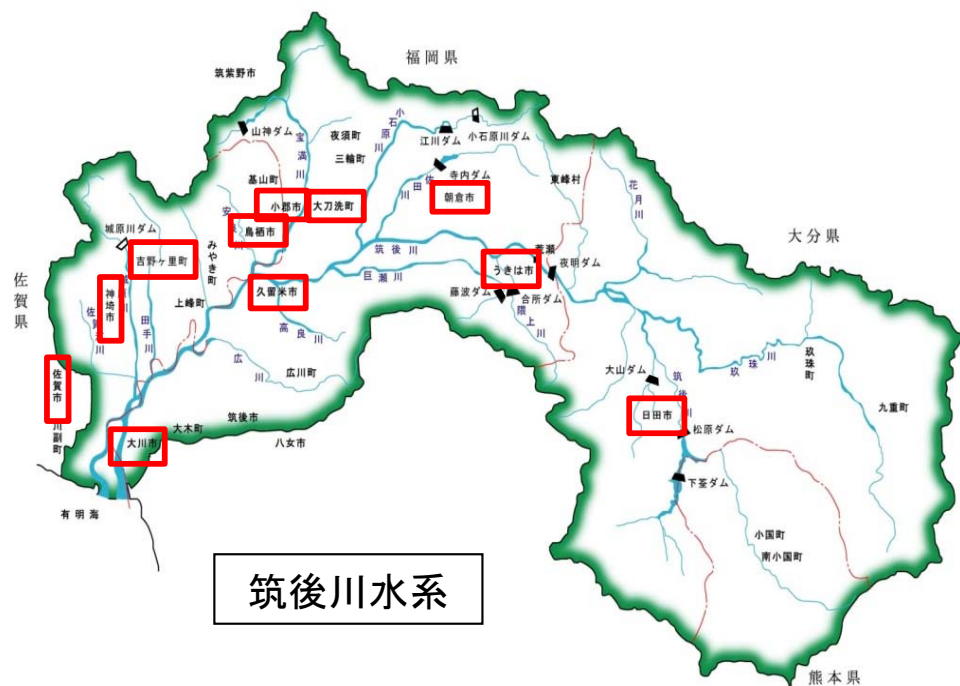 福岡県
筑紫野市
山神ダム
宝満川
夜須町
三輪町
小石原川
江川ダム
小石原川ダム
寺内ダム
佐田川
東峰村
花月川
基山町
小郡市
大刀洗町
朝倉市
鳥栖市
大分県
城原川ダム
吉野ヶ里町
みやき町
筑後川
うきは市
荒瀬
夜明ダム
佐賀県
神埼市
上峰町
久留米市
巨瀬川
藤波ダム
合所ダム
隈上川
田手川
高良川
広川
広川町
佐賀市
川副町
大川市
大木町
筑後市
八女市
有明海
大山ダム
筑後川
玖珠川
玖珠町
九重町
日田市
松原ダム
下筌ダム
小国町
南小国町
筑後川水系
熊本県